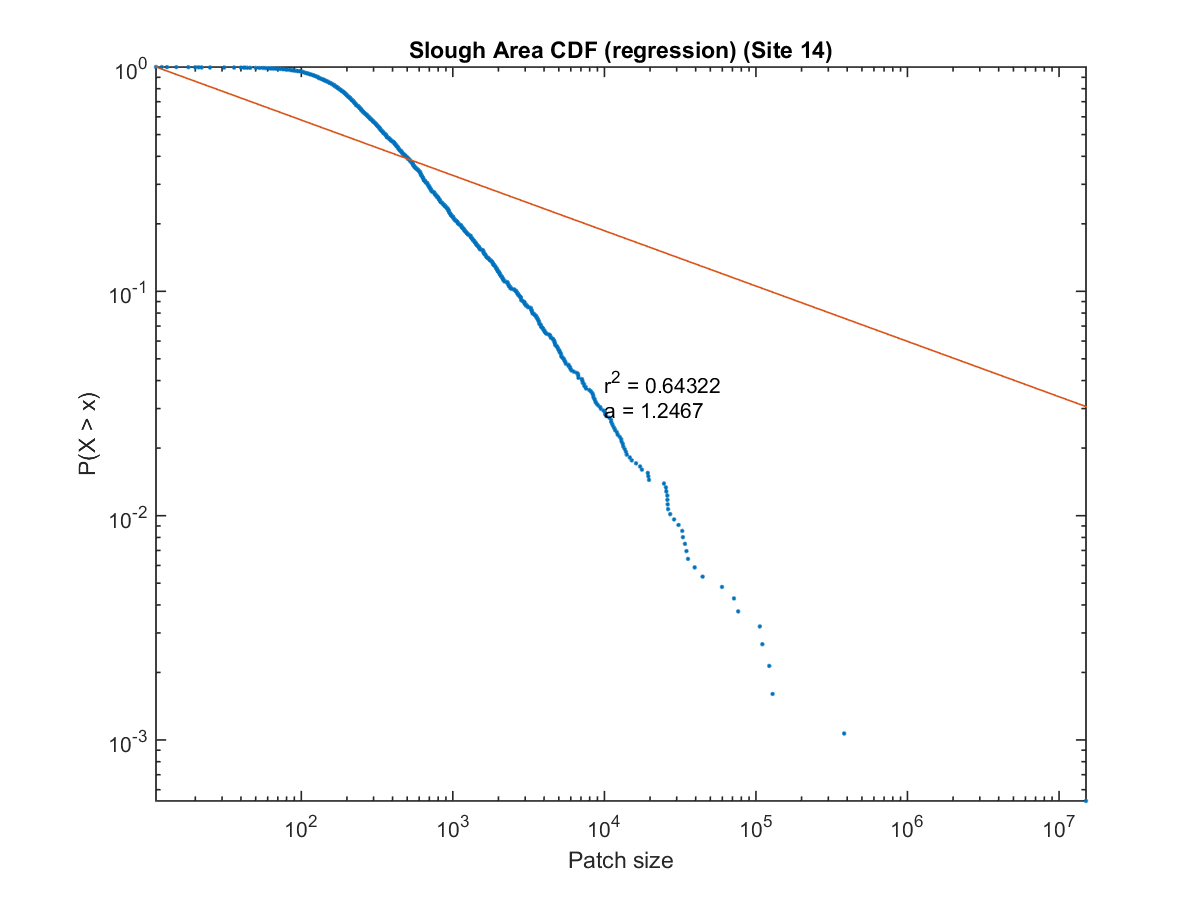 Slough Area CDF (regression) (Site 14)
10^0
10^-1
10^-2
10^-3
P(X > x)
r^2 = 0.64322
a = 1.2467
10^2 10^3 10^4 10^5 10^6 10^7
Patch size